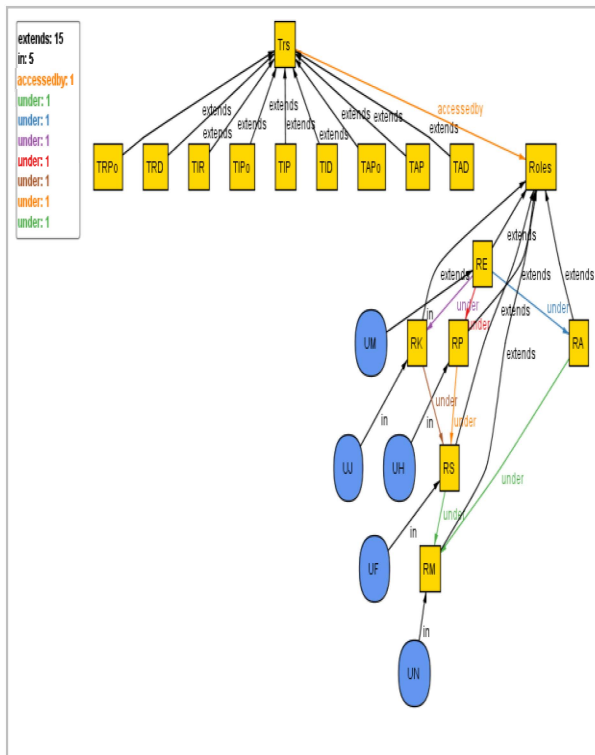 extends: 15
in: 5
accessedby: 1
under: 1
under: 1
under: 1
under: 1
under: 1
under: 1
under: 1
Trs
accessedby
extends
extends
extends
extends
extends
extends
extends
extends
extends
TRPo
TRD
TIR
TIPo
TIP
TID
TAPo
TAP
TAD
Roles
extends
RE
extends
extends
extends
in
under
under
extends
under
UM
RK
RP
under
RA
extends
in
under
under
in
UJ
UH
RS
under
under
in
UF
RM
in
UN